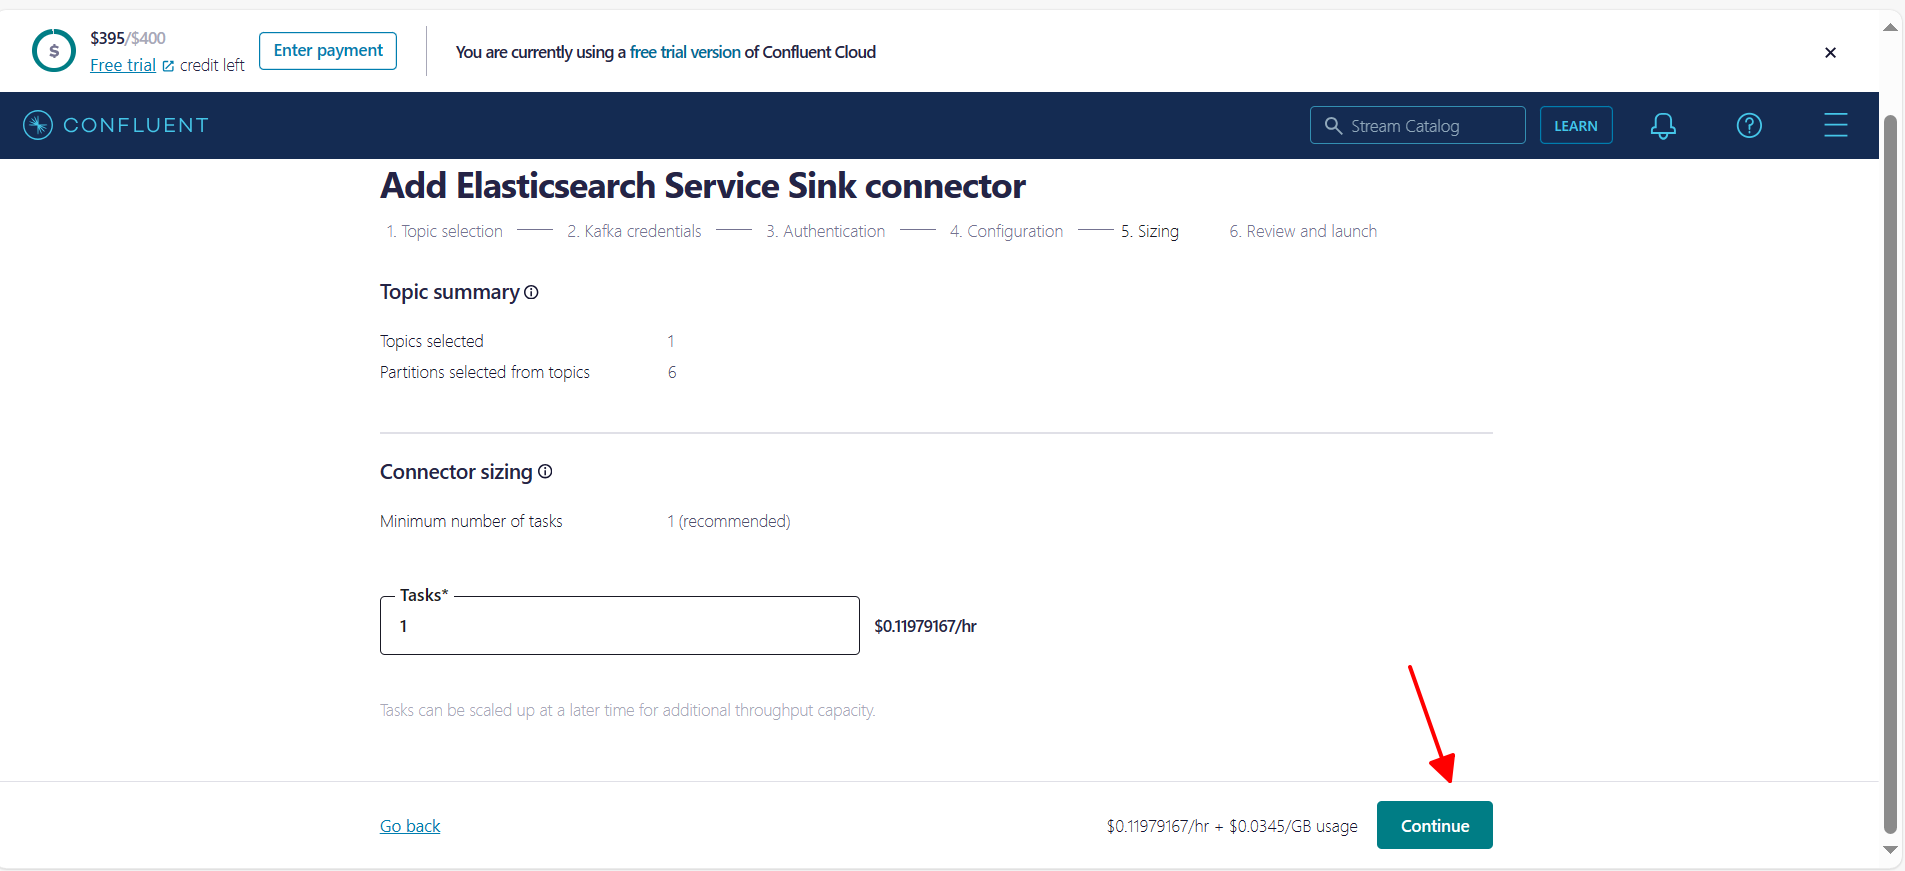 $395/$400
Free trial credit left
Enter payment
You are currently using a free trial version of Confluent Cloud
CONFLUENT
Stream Catalog
LEARN
Add Elasticsearch Service Sink connector
1. Topic selection 2. Kafka credentials 3. Authentication 4. Configuration 5. Sizing 6. Review and launch
Topic summary
Topics selected 1
Partitions selected from topics 6
Connector sizing
Minimum number of tasks 1 (recommended)
Tasks*
1 $0.11979167/hr
Tasks can be scaled up at a later time for additional throughput capacity.
Go back $0.11979167/hr + $0.0345/GB usage Continue